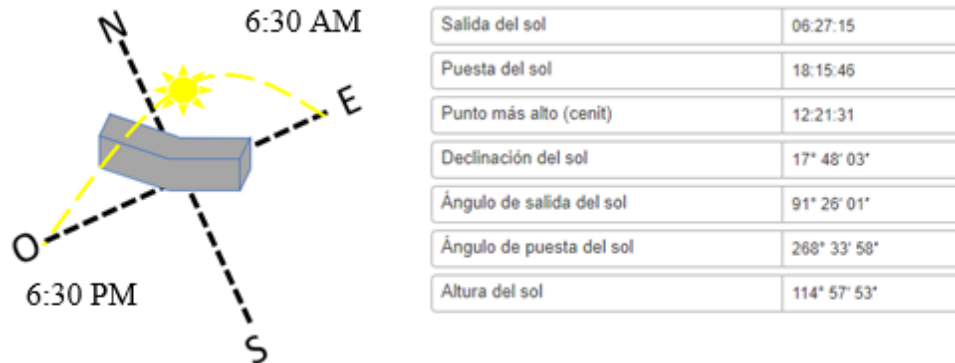 N
6:30 AM
E
O
6:30 PM
S
Salida del sol 06:27:15
Puesta del sol 18:15:46
Punto más alto (cenit) 12:21:31
Declinación del sol 17° 48' 03"
Ángulo de salida del sol 91° 26' 01"
Ángulo de puesta del sol 268° 33' 58"
Altura del sol 114° 57' 53"